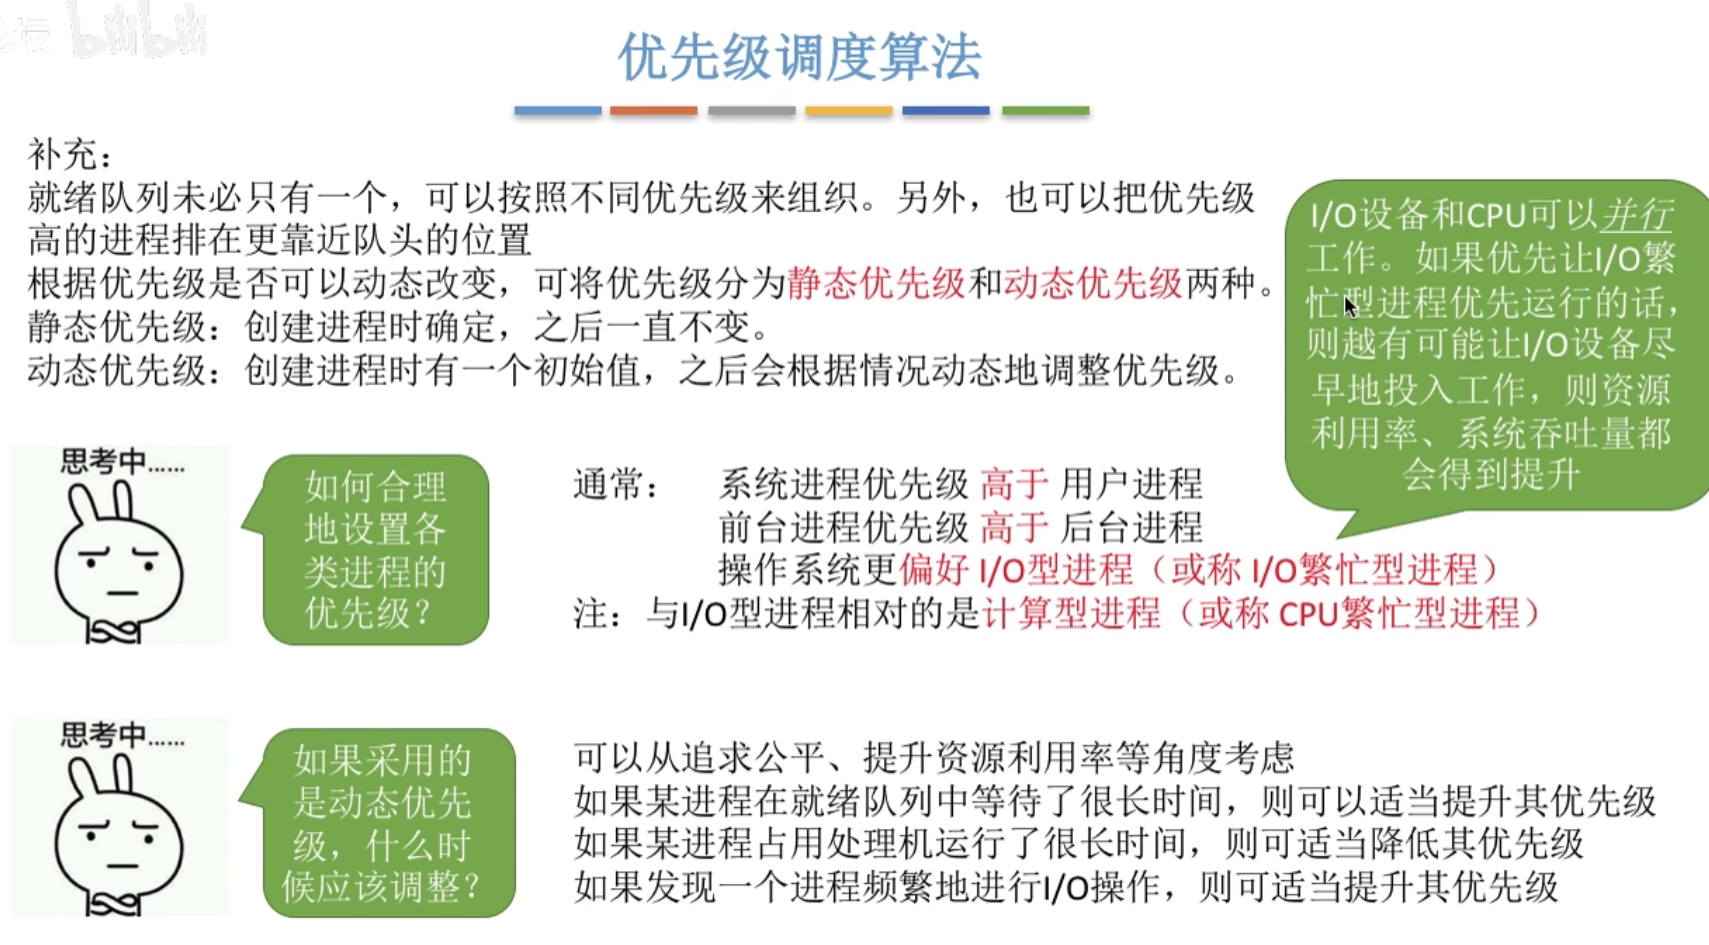 坛 bilibili
优先级调度算法
补充：
就绪队列未必只有一个，可以按照不同优先级来组织。另外，也可以把优先级
高的进程排在更靠近队头的位置
根据优先级是否可以动态改变，可将优先级分为静态优先级和动态优先级两种。
静态优先级：创建进程时确定，之后一直不变。
动态优先级：创建进程时有一个初始值，之后会根据情况动态地调整优先级。
I/O设备和CPU可以并行
工作。如果优先让I/O繁
忙型进程优先运行的话，
则越有可能让I/O设备尽
早地投入工作，则资源
利用率、系统吞吐量都
会得到提升
思考中......
如何合理
地设置各
类进程的
优先级？
通常： 系统进程优先级 高于 用户进程
前台进程优先级 高于 后台进程
操作系统更偏好 I/O型进程（或称 I/O繁忙型进程）
注：与I/O型进程相对的是计算型进程（或称 CPU繁忙型进程）
思考中......
如果采用的
是动态优先
级，什么时
候应该调整？
可以从追求公平、提升资源利用率等角度考虑
如果某进程在就绪队列中等待了很长时间，则可以适当提升其优先级
如果某进程占用处理机运行了很长时间，则可适当降低其优先级
如果发现一个进程频繁地进行I/O操作，则可适当提升其优先级